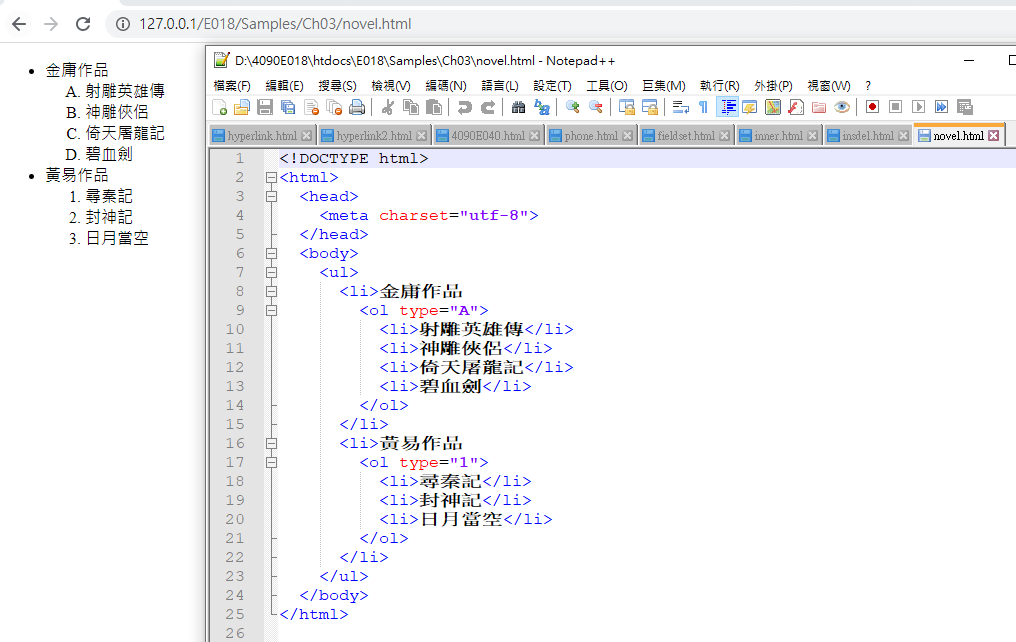 127.0.0.1/E018/Samples/Ch03/novel.html
• 金庸作品
A. 射雕英雄傳
B. 神雕俠侶
C. 倚天屠龍記
D. 碧血劍
• 黃易作品
1. 尋秦記
2. 封神記
3. 日月當空
D:\4090E018\htdocs\E018\Samples\Ch03\novel.html - Notepad++
檔案(F) 編輯(E) 搜尋(S) 檢視(V) 編碼(N) 語言(L) 設定(T) 工具(O) 巨集(M) 執行(R) 外掛(P) 視窗(W) ?
hyperlink.html hyperlink2.html 4090E040.html phone.html fieldset.html inner.html insdel.html novel.html
1 <!DOCTYPE html>
2 <html>
3 <head>
4 <meta charset="utf-8">
5 </head>
6 <body>
7 <ul>
8 <li>金庸作品
9 <ol type="A">
10 <li>射雕英雄傳</li>
11 <li>神雕俠侶</li>
12 <li>倚天屠龍記</li>
13 <li>碧血劍</li>
14 </ol>
15 </li>
16 <li>黃易作品
17 <ol type="1">
18 <li>尋秦記</li>
19 <li>封神記</li>
20 <li>日月當空</li>
21 </ol>
22 </li>
23 </ul>
24 </body>
25 </html>
26